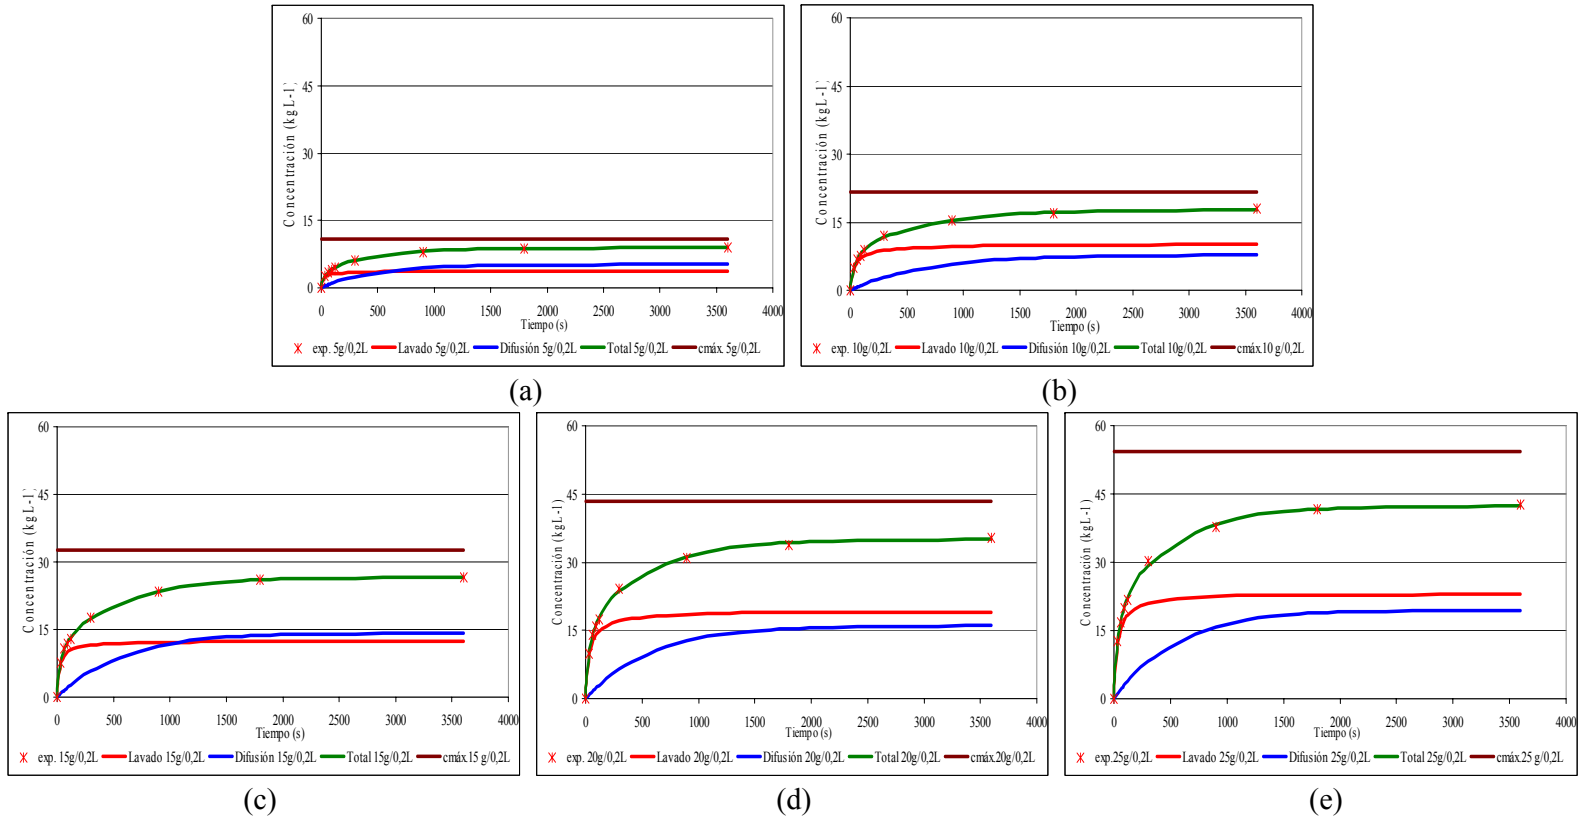 Concentración (kgL-1)
60
45
30
15
0
0 500 1000 1500 2000 2500 3000 3500 4000
Tiempo (s)
exp. 5g/0,2L Lavado 5g/0,2L Difusión 5g/0,2L Total 5g/0,2L cmáx. 5g/0,2L
(a)
Concentración (kgL-1)
60
45
30
15
0
0 500 1000 1500 2000 2500 3000 3500 4000
Tiempo (s)
exp. 10g/0,2L Lavado 10g/0,2L Difusión 10g/0,2L Total 10g/0,2L cmáx.10 g/0,2L
(b)
Concentración (kgL-1)
60
45
30
15
0
0 500 1000 1500 2000 2500 3000 3500 4000
Tiempo (s)
exp. 15g/0,2L Lavado 15g/0,2L Difusión 15g/0,2L Total 15g/0,2L cmáx.15 g/0,2L
(c)
Concentración (kgL-1)
60
45
30
15
0
0 500 1000 1500 2000 2500 3000 3500 4000
Tiempo (s)
exp. 20g/0,2L Lavado 20g/0,2L Difusión 20g/0,2L Total 20g/0,2L cmáx.20g/0,2L
(d)
Concentración (kgL-1)
60
45
30
15
0
0 500 1000 1500 2000 2500 3000 3500 4000
Tiempo (s)
exp.25g/0,2L Lavado 25g/0,2L Difusión 25g/0,2L Total 25g/0,2L cmáx.25 g/0,2L
(e)